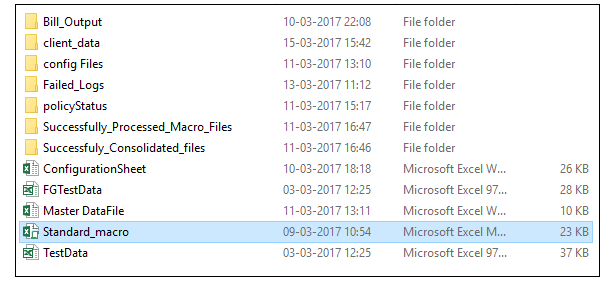 Bill_Output 10-03-2017 22:08 File folder
client_data 15-03-2017 15:42 File folder
config Files 11-03-2017 13:10 File folder
Failed_Logs 13-03-2017 11:12 File folder
policyStatus 11-03-2017 15:17 File folder
Successfully_Processed_Macro_Files 11-03-2017 16:47 File folder
Successfuly_Consolidated_files 11-03-2017 16:46 File folder
ConfigurationSheet 10-03-2017 18:18 Microsoft Excel W... 26 KB
FGTestData 03-03-2017 12:25 Microsoft Excel 97... 28 KB
Master DataFile 11-03-2017 13:11 Microsoft Excel W... 10 KB
Standard_macro 09-03-2017 10:54 Microsoft Excel M... 23 KB
TestData 03-03-2017 12:25 Microsoft Excel 97... 37 KB